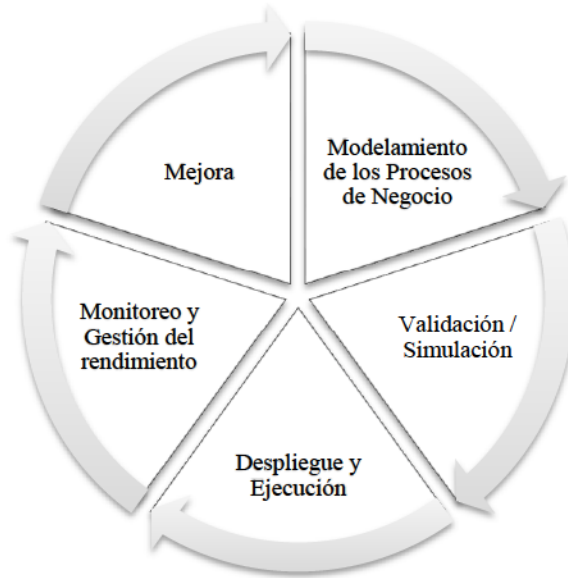 Modelamiento
de los Procesos
de Negocio
Validación /
Simulación
Despliegue y
Ejecución
Monitoreo y
Gestión del
rendimiento
Mejora